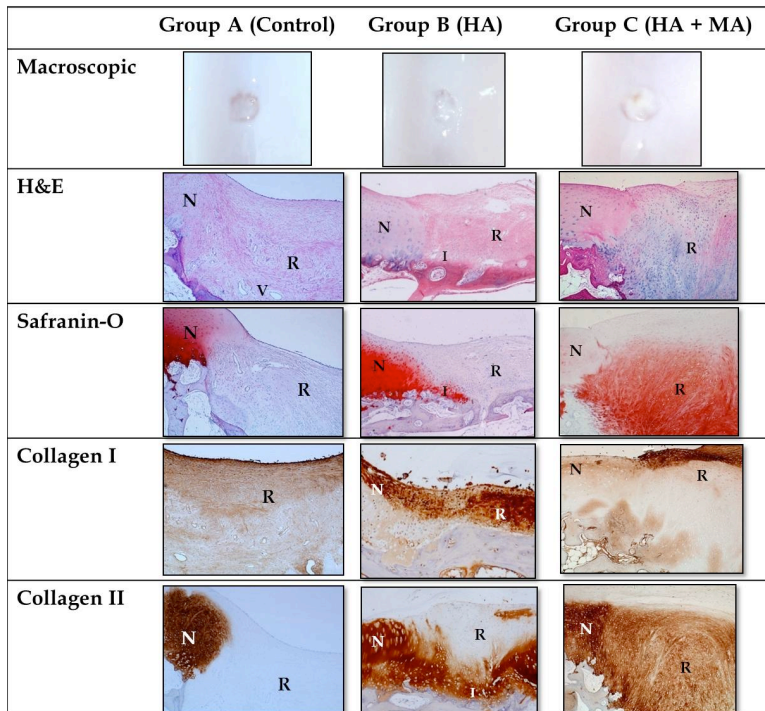 Group A (Control) Group B (HA) Group C (HA + MA)
Macroscopic
H&E
N
R
V
N
R
I
N
R
Safranin-O
N
R
N
R
I
N
R
Collagen I
R
N
R
N
R
Collagen II
N
R
N
R
I
N
R